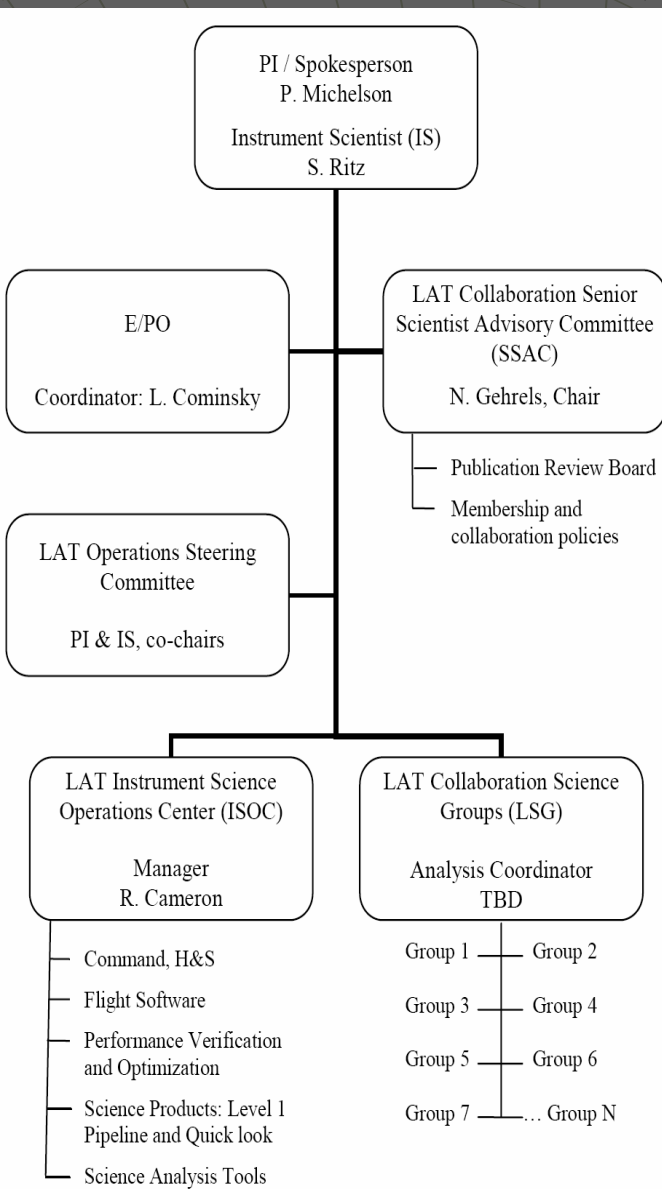 PI / Spokesperson
P. Michelson
Instrument Scientist (IS)
S. Ritz
E/PO
Coordinator: L. Cominsky
LAT Collaboration Senior
Scientist Advisory Committee
(SSAC)
N. Gehrels, Chair
Publication Review Board
Membership and
collaboration policies
LAT Operations Steering
Committee
PI & IS, co-chairs
LAT Instrument Science
Operations Center (ISOC)
Manager
R. Cameron
Command, H&S
Flight Software
Performance Verification
and Optimization
Science Products: Level 1
Pipeline and Quick look
Science Analysis Tools
LAT Collaboration Science
Groups (LSG)
Analysis Coordinator
TBD
Group 1 Group 2
Group 3 Group 4
Group 5 Group 6
Group 7 … Group N